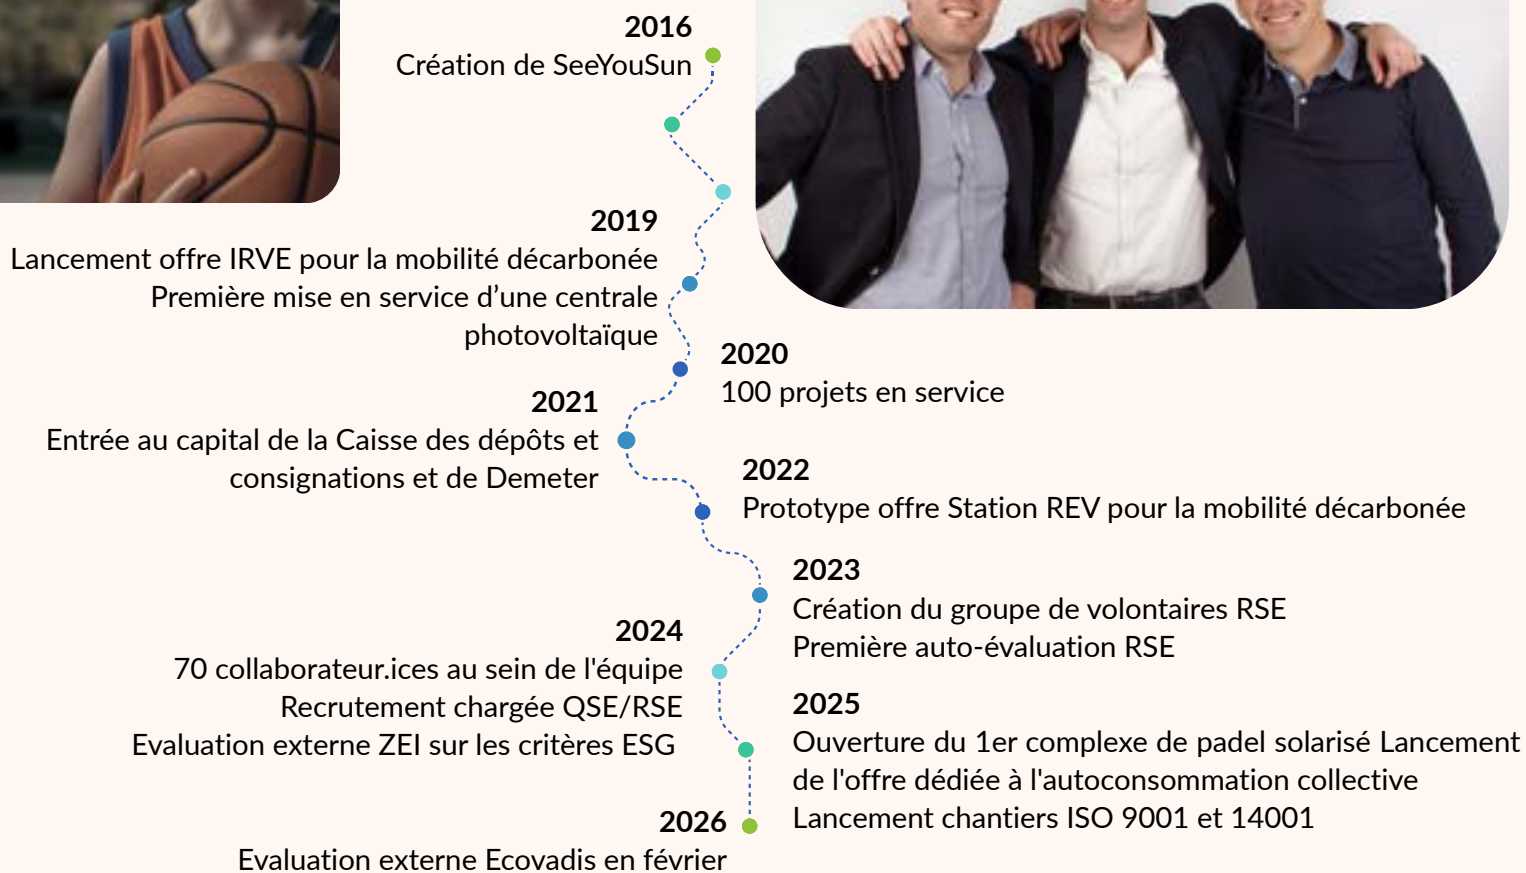 2016
Création de SeeYouSun
2019
Lancement offre IRVE pour la mobilité décarbonée
Première mise en service d’une centrale
photovoltaïque
2020
100 projets en service
2021
Entrée au capital de la Caisse des dépôts et
consignations et de Demeter
2022
Prototype offre Station REV pour la mobilité décarbonée
2023
Création du groupe de volontaires RSE
Première auto-évaluation RSE
2024
70 collaborateur.ices au sein de l'équipe
Recrutement chargée QSE/RSE
Evaluation externe ZEI sur les critères ESG
2025
Ouverture du 1er complexe de padel solarisé Lancement
de l'offre dédiée à l'autoconsommation collective
Lancement chantiers ISO 9001 et 14001
2026
Evaluation externe Ecovadis en février